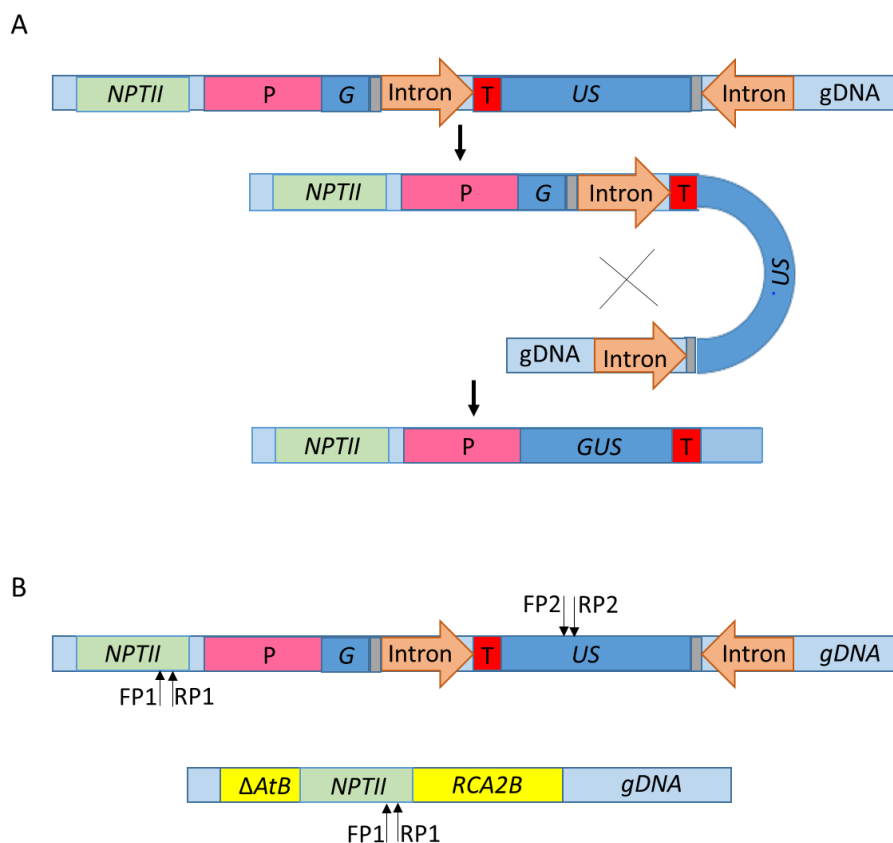 A
NPTII P G Intron T US Intron gDNA
NPTII P G Intron T
US
gDNA Intron
NPTII P GUS T
B
FP2 RP2
NPTII P G Intron T US Intron gDNA
FP1 RP1
ΔAtB NPTII RCA2B gDNA
FP1 RP1